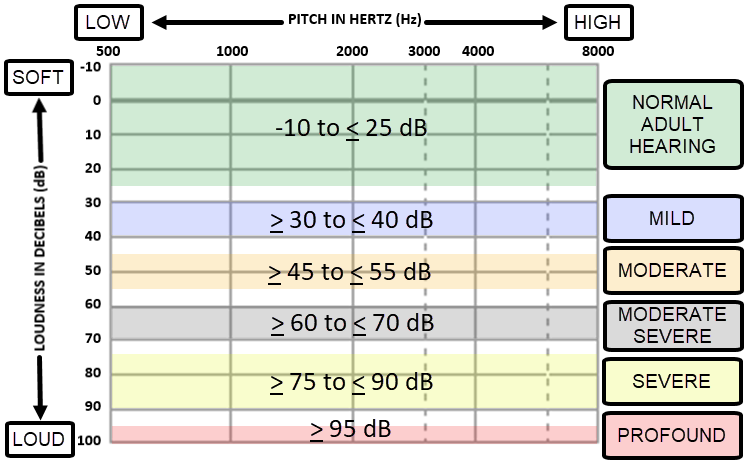 LOW
PITCH IN HERTZ (Hz)
HIGH
500 1000 2000 3000 4000 8000
SOFT
LOUDNESS IN DECIBELS (dB)
LOUD
-10
0
10
20
30
40
50
60
70
80
90
100
-10 to ≤ 25 dB
NORMAL
ADULT
HEARING
≥ 30 to ≤ 40 dB
MILD
≥ 45 to ≤ 55 dB
MODERATE
≥ 60 to ≤ 70 dB
MODERATE
SEVERE
≥ 75 to ≤ 90 dB
SEVERE
≥ 95 dB
PROFOUND